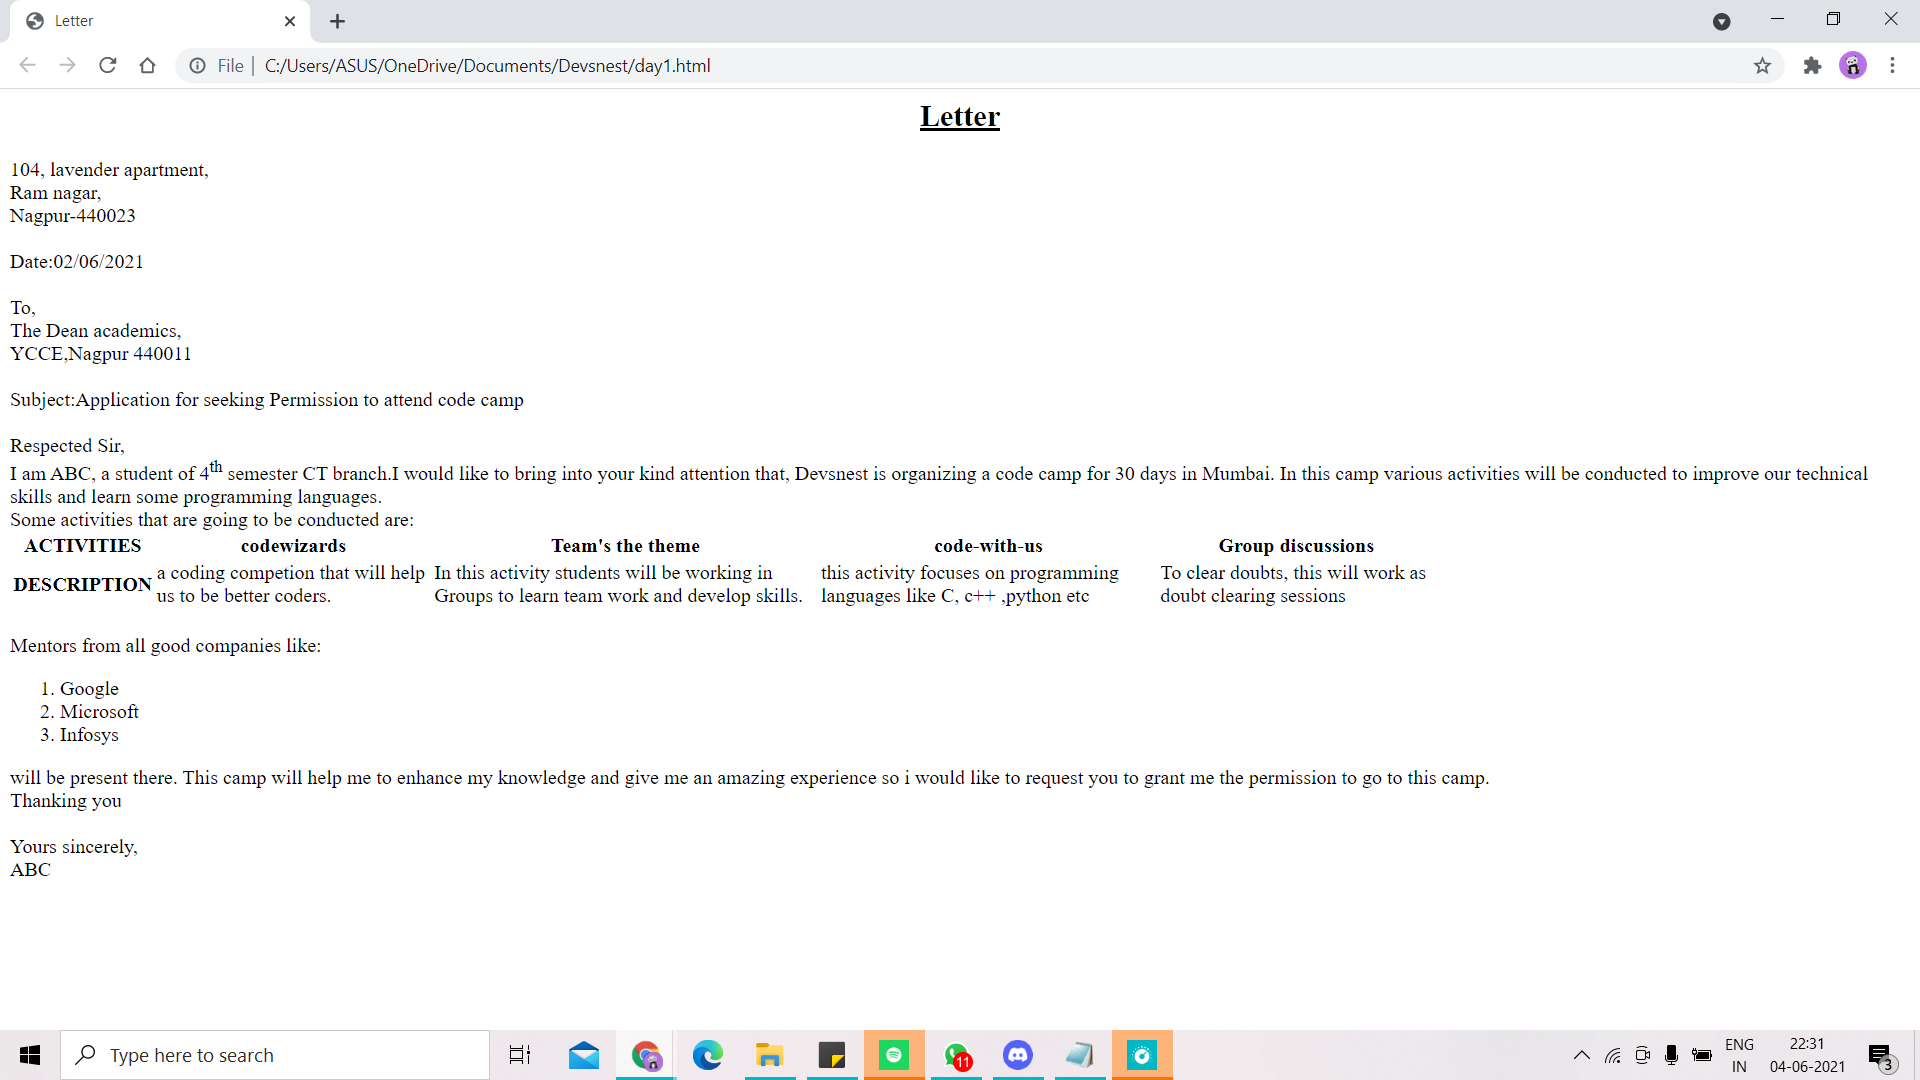 Letter
File | C:/Users/ASUS/OneDrive/Documents/Devsnest/day1.html
Letter
104, lavender apartment,
Ram nagar,
Nagpur-440023
Date:02/06/2021
To,
The Dean academics,
YCCE,Nagpur 440011
Subject:Application for seeking Permission to attend code camp
Respected Sir,
I am ABC, a student of 4th semester CT branch.I would like to bring into your kind attention that, Devsnest is organizing a code camp for 30 days in Mumbai. In this camp various activities will be conducted to improve our technical
skills and learn some programming languages.
Some activities that are going to be conducted are:
ACTIVITIES codewizards Team's the theme code-with-us Group discussions
DESCRIPTION a coding competion that will help us to be better coders. In this activity students will be working in Groups to learn team work and develop skills. this activity focuses on programming languages like C, c++ ,python etc To clear doubts, this will work as doubt clearing sessions
Mentors from all good companies like:
1. Google
2. Microsoft
3. Infosys
will be present there. This camp will help me to enhance my knowledge and give me an amazing experience so i would like to request you to grant me the permission to go to this camp.
Thanking you
Yours sincerely,
ABC
Type here to search
11
ENG
IN
22:31
04-06-2021
3